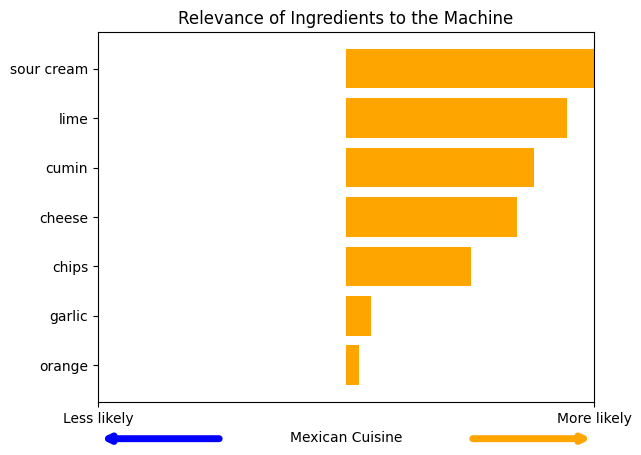 Relevance of Ingredients to the Machine
sour cream
lime
cumin
cheese
chips
garlic
orange
Less likely More likely
Mexican Cuisine